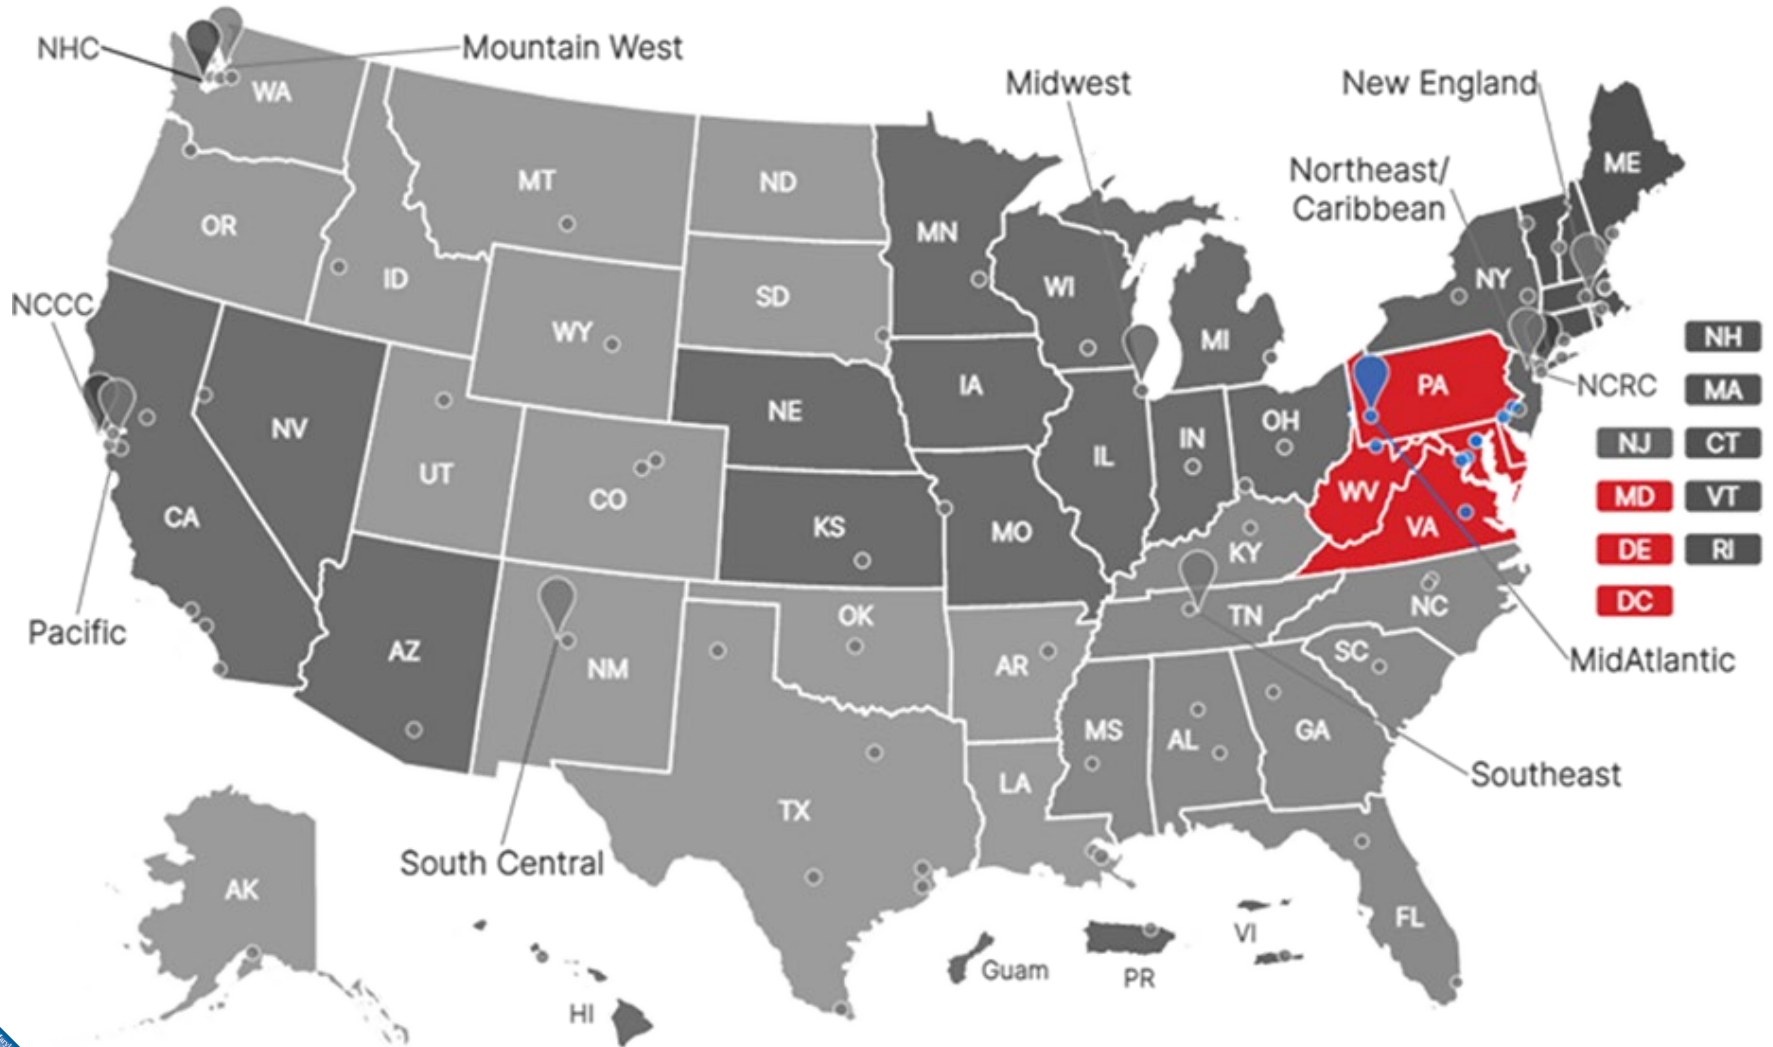 NHC
Mountain West
WA
Midwest
New England
ME
Northeast/
Caribbean
MT
ND
OR
MN
NY
ID
WI
SD
NCCC
WY
MI
NH
PA
NCRC
MA
IA
NE
NV
OH
IN
NJ
CT
IL
UT
CO
WV
MD
VT
CA
KS
MO
VA
KY
DE
RI
DC
OK
TN
NC
Pacific
AZ
NM
AR
SC
MidAtlantic
MS
AL
GA
Southeast
LA
TX
South Central
AK
FL
VI
Guam
PR
HI